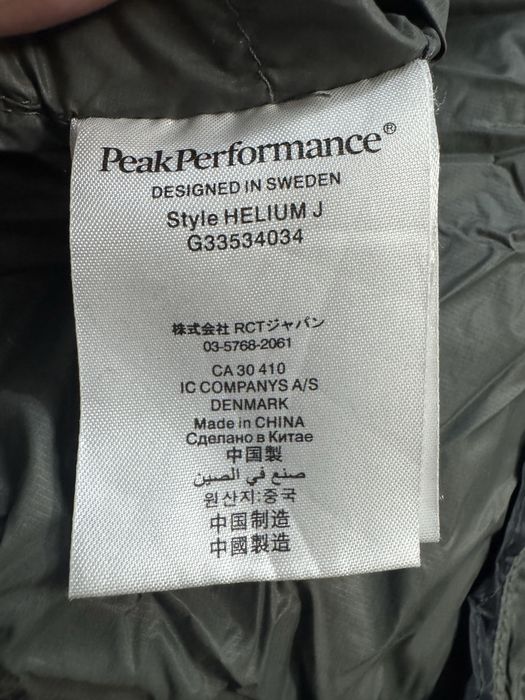 PeakPerformance®
DESIGNED IN SWEDEN
Style HELIUM J
G33534034
株式会社 RCTジャパン
03-5768-2061
CA 30 410
IC COMPANYS A/S
DENMARK
Made in CHINA
Сделано в Китае
中国製
صنع في الصين
원산지:중국
中国制造
中國製造